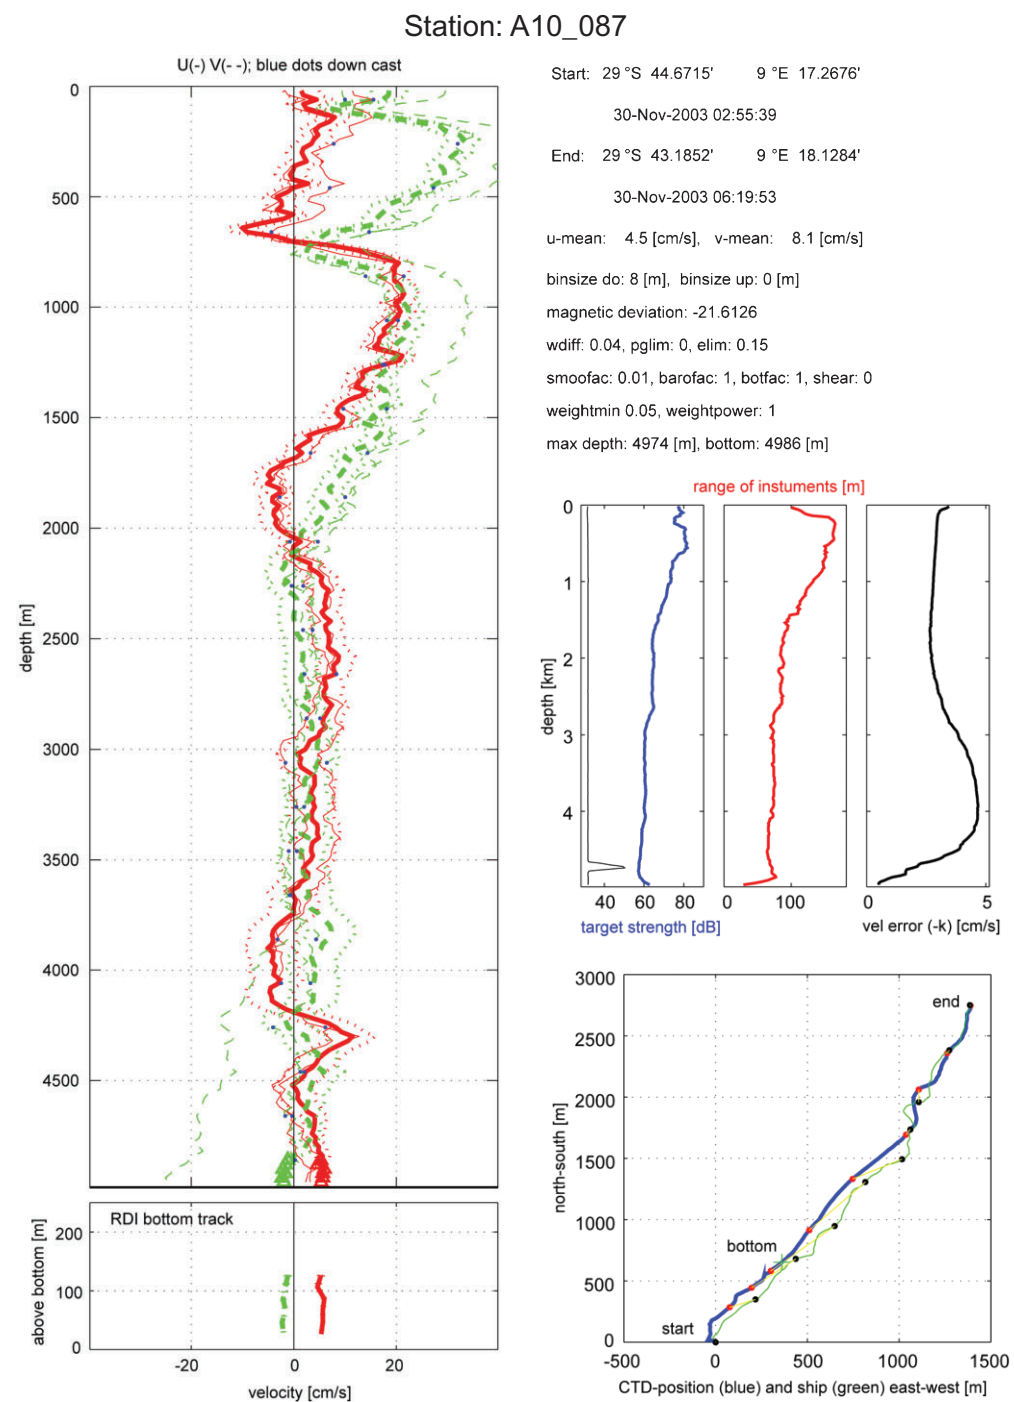 Station: A10_087
U(-) V(- -); blue dots down cast
0
500
1000
1500
2000
2500
3000
3500
4000
4500
depth [m]
RDI bottom track
200
100
0
above bottom [m]
-20 0 20
velocity [cm/s]
Start: 29 °S 44.6715' 9 °E 17.2676'
30-Nov-2003 02:55:39
End: 29 °S 43.1852' 9 °E 18.1284'
30-Nov-2003 06:19:53
u-mean: 4.5 [cm/s], v-mean: 8.1 [cm/s]
binsize do: 8 [m], binsize up: 0 [m]
magnetic deviation: -21.6126
wdiff: 0.04, pglim: 0, elim: 0.15
smoofac: 0.01, barofac: 1, botfac: 1, shear: 0
weightmin 0.05, weightpower: 1
max depth: 4974 [m], bottom: 4986 [m]
range of instuments [m]
0
1
2
3
4
depth [km]
40 60 80 0 100 0 5
target strength [dB] vel error (-k) [cm/s]
3000
2500
2000
1500
1000
500
0
north-south [m]
end
bottom
start
-500 0 500 1000 1500
CTD-position (blue) and ship (green) east-west [m]